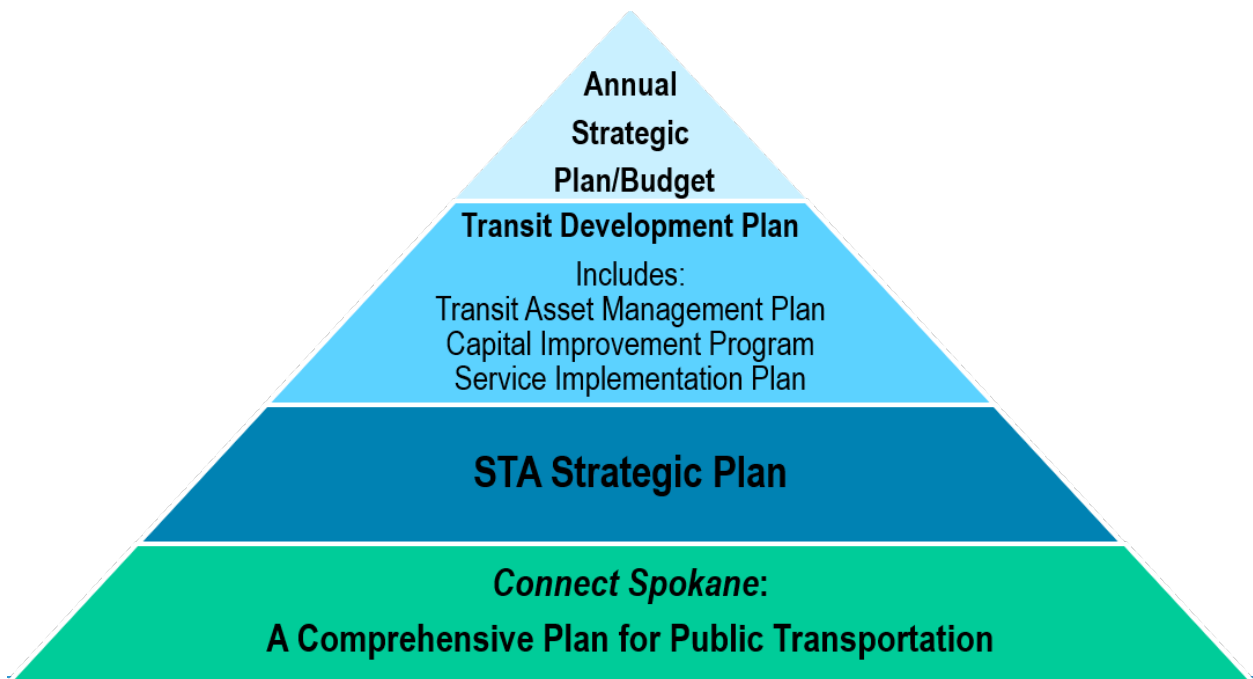 Annual
Strategic
Plan/Budget
Transit Development Plan
Includes:
Transit Asset Management Plan
Capital Improvement Program
Service Implementation Plan
STA Strategic Plan
Connect Spokane:
A Comprehensive Plan for Public Transportation